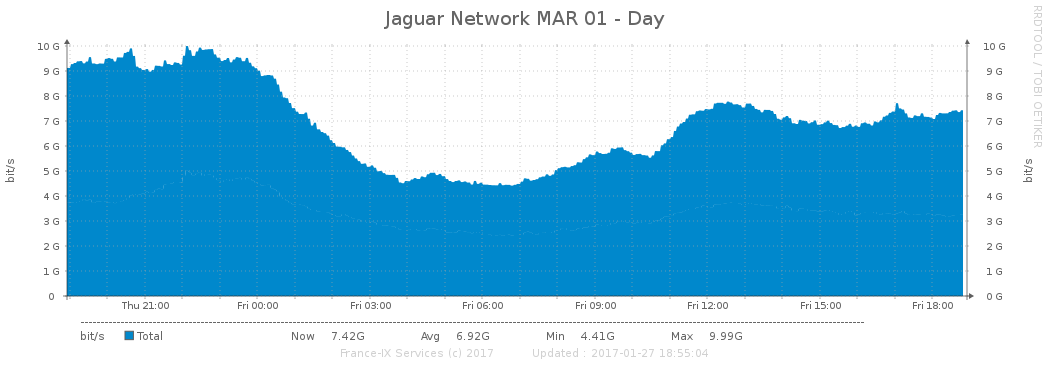 Jaguar Network MAR 01 - Day
RRDTOOL / TOBI OETIKER
bit/s
bit/s
10 G 10 G
9 G 9 G
8 G 8 G
7 G 7 G
6 G 6 G
5 G 5 G
4 G 4 G
3 G 3 G
2 G 2 G
1 G 1 G
0 0 G
Thu 21:00 Fri 00:00 Fri 03:00 Fri 06:00 Fri 09:00 Fri 12:00 Fri 15:00 Fri 18:00
bit/s Total Now 7.42G Avg 6.92G Min 4.41G Max 9.99G
France-IX Services (c) 2017 Updated : 2017-01-27 18:55:04